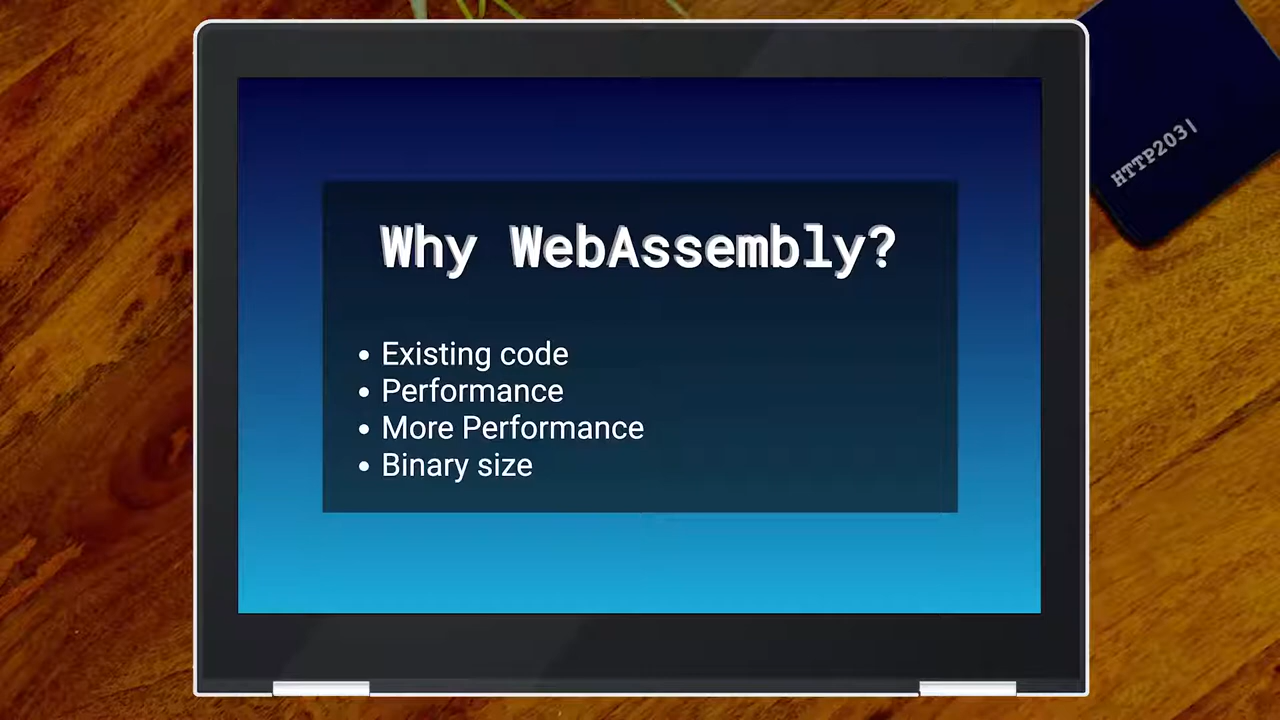 HTTP203|
Why WebAssembly?
• Existing code
• Performance
• More Performance
• Binary size